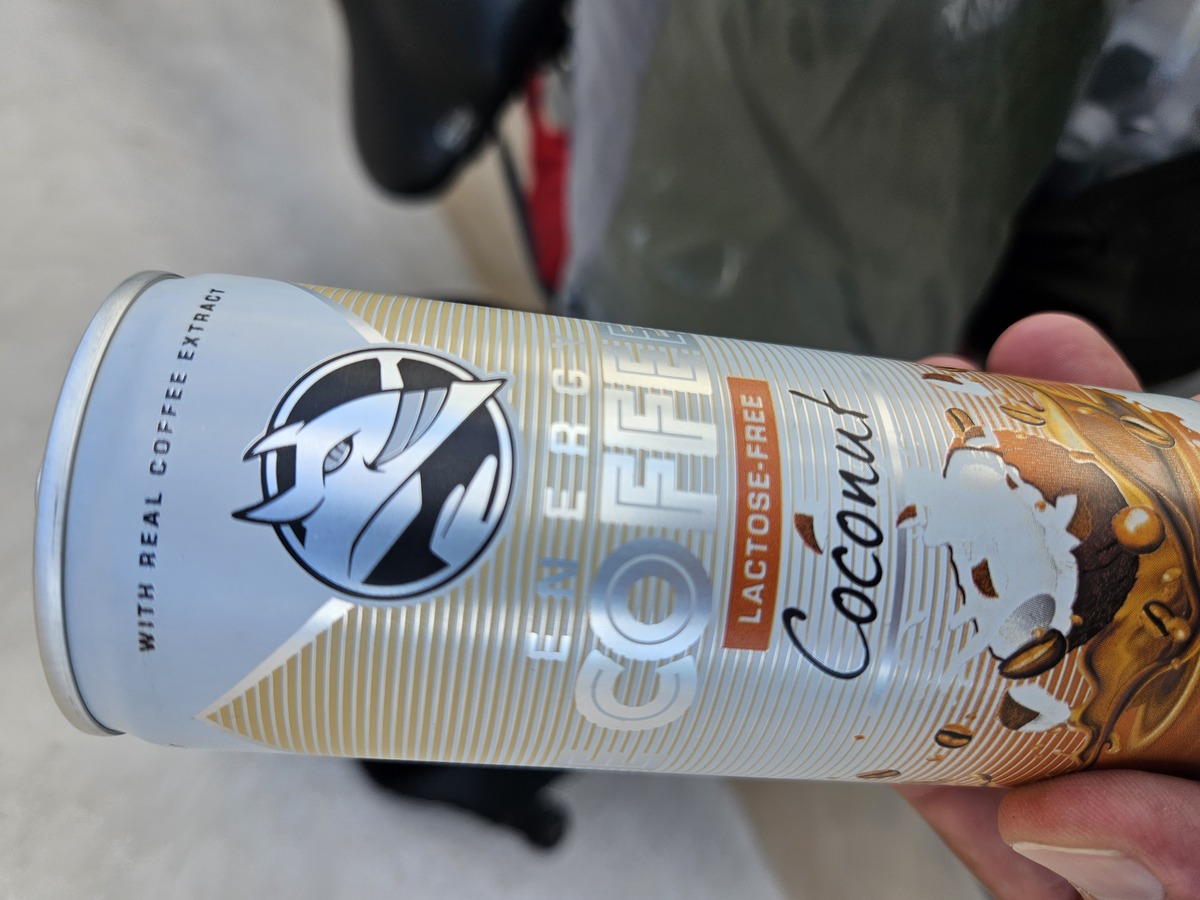 WITH REAL COFFEE EXTRACT
ENERGY
COFFEE
LACTOSE-FREE
Coconut